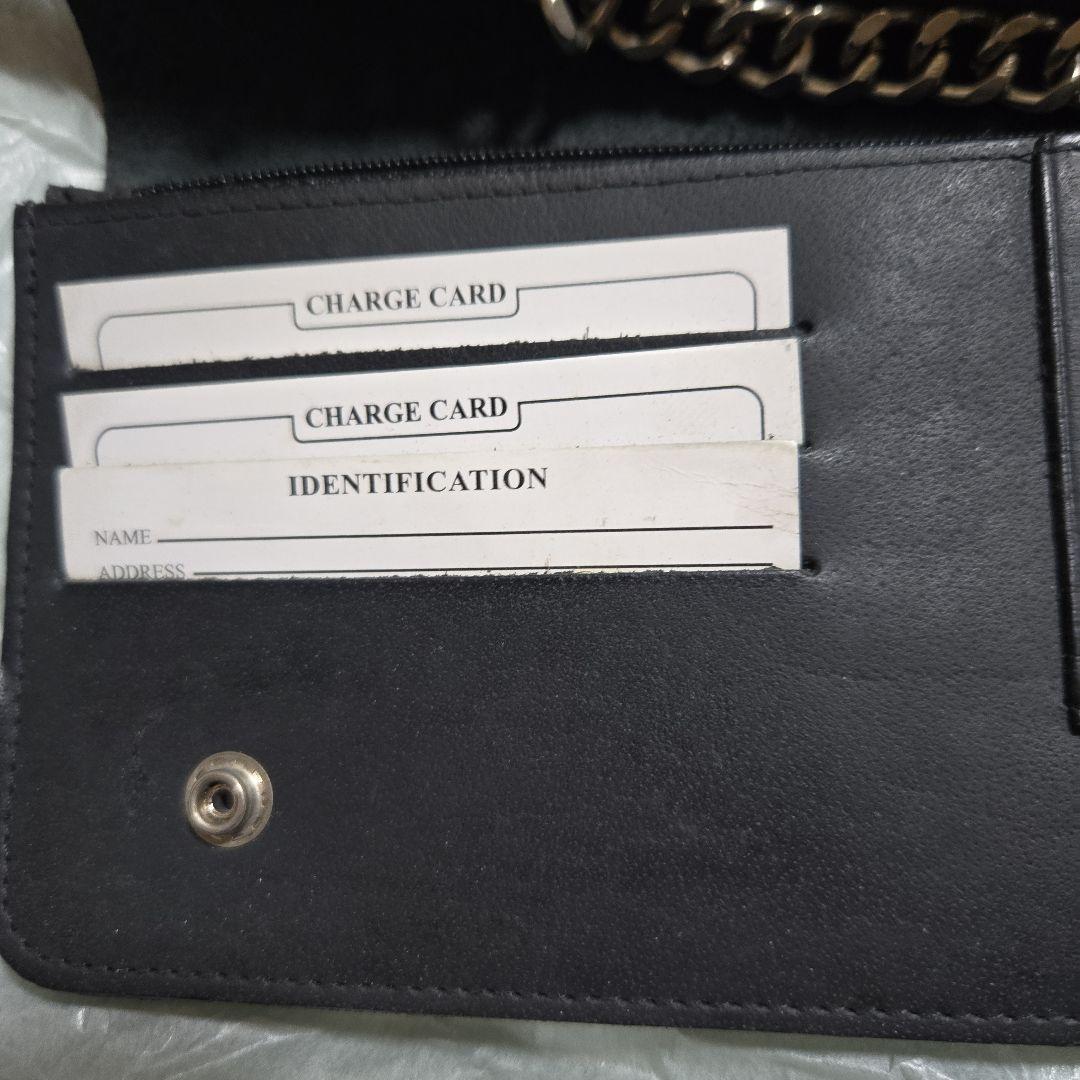 CHARGE CARD
CHARGE CARD
IDENTIFICATION
NAME
ADDRESS